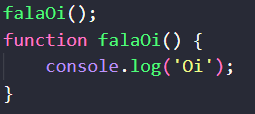 falaOi();
function falaOi() {
    console.log('Oi');
}